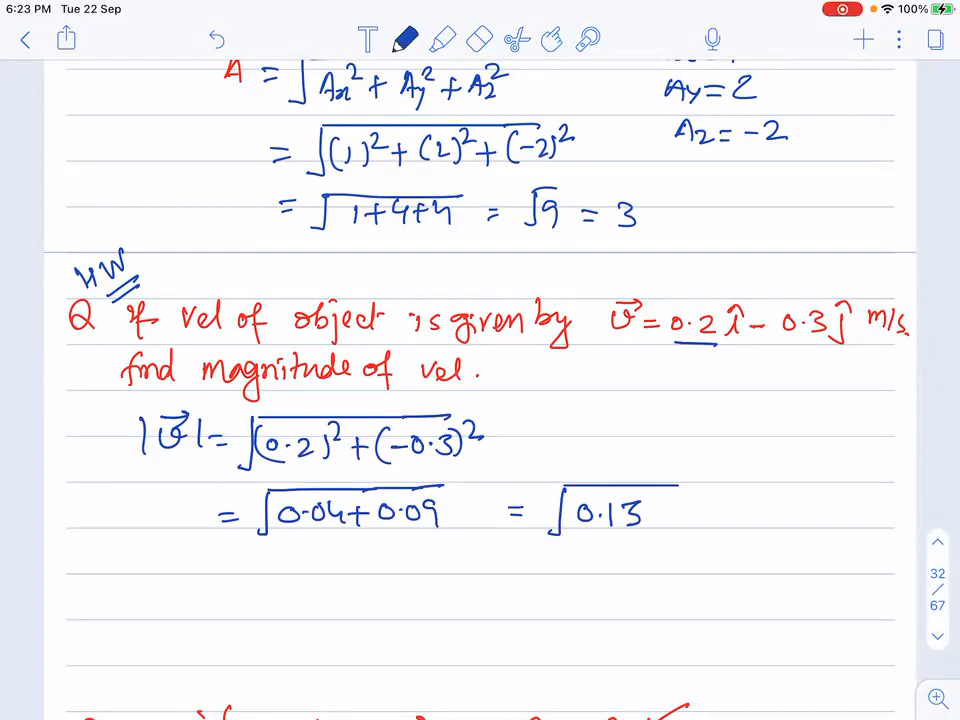 6:23 PM Tue 22 Sep 100%
A = √Ax² + Ay² + Az²
Ay = 2
= √(1)² + (2)² + (-2)²
Az = -2
= √1+4+4 = √9 = 3
HW
Q If vel of object is given by v⃗ = 0.2 î - 0.3 ĵ m/s.
find magnitude of vel.
|v⃗| = √(0.2)² + (-0.3)²
= √0.04+0.09 = √0.13
32
/
67